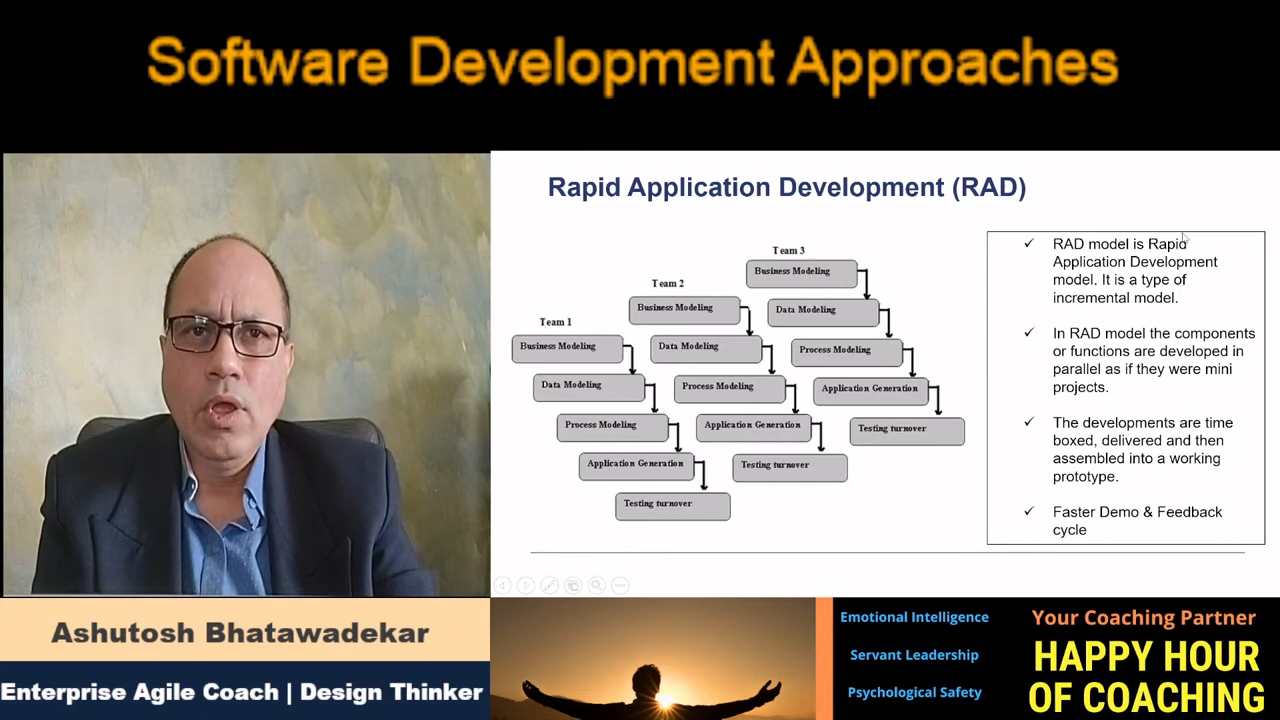 Software Development Approaches
Rapid Application Development (RAD)
Team 3
Business Modeling
Data Modeling
Process Modeling
Application Generation
Testing turnover
Team 2
Business Modeling
Data Modeling
Process Modeling
Application Generation
Testing turnover
Team 1
Business Modeling
Data Modeling
Process Modeling
Application Generation
Testing turnover
✓ RAD model is Rapid
Application Development
model. It is a type of
incremental model.
✓ In RAD model the components
or functions are developed in
parallel as if they were mini
projects.
✓ The developments are time
boxed, delivered and then
assembled into a working
prototype.
✓ Faster Demo & Feedback
cycle
Ashutosh Bhatawadekar
Enterprise Agile Coach | Design Thinker
Emotional Intelligence
Servant Leadership
Psychological Safety
Your Coaching Partner
HAPPY HOUR
OF COACHING